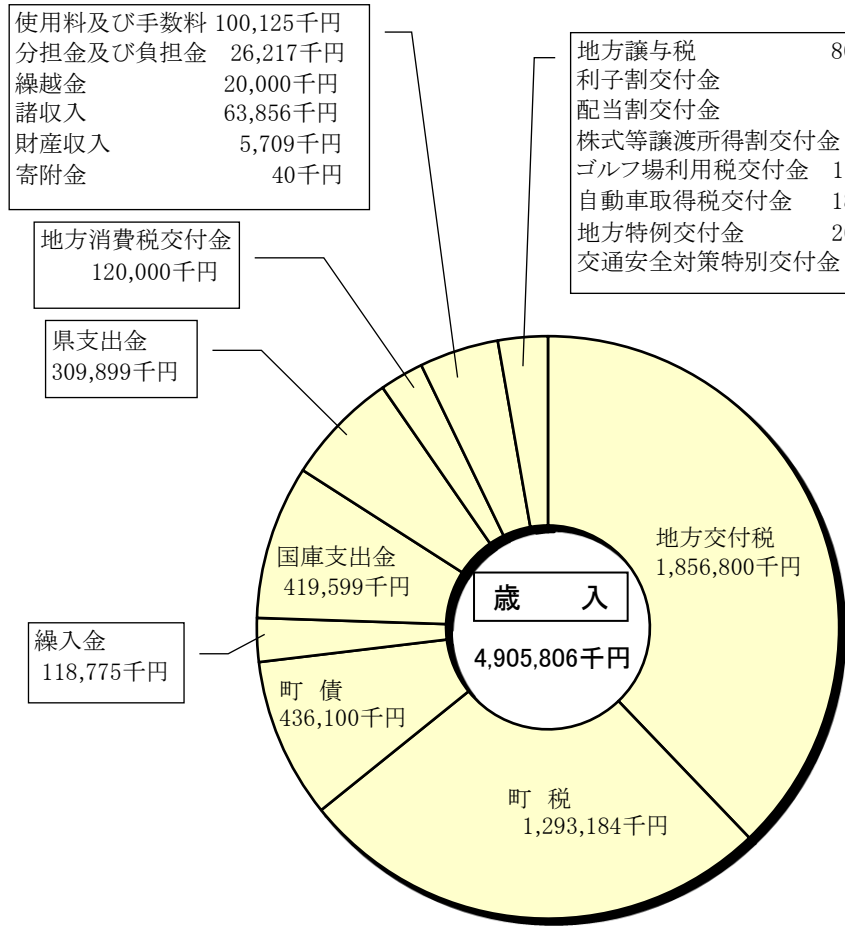 使用料及び手数料 100,125千円
分担金及び負担金 26,217千円
繰越金 20,000千円
諸収入 63,856千円
財産収入 5,709千円
寄附金 40千円
地方譲与税
利子割交付金
配当割交付金
株式等譲渡所得割交付金
ゴルフ場利用税交付金
自動車取得税交付金
地方特例交付金
交通安全対策特別交付金
地方消費税交付金
120,000千円
県支出金
309,899千円
国庫支出金
419,599千円
地方交付税
1,856,800千円
歳 入
4,905,806千円
繰入金
118,775千円
町 債
436,100千円
町 税
1,293,184千円